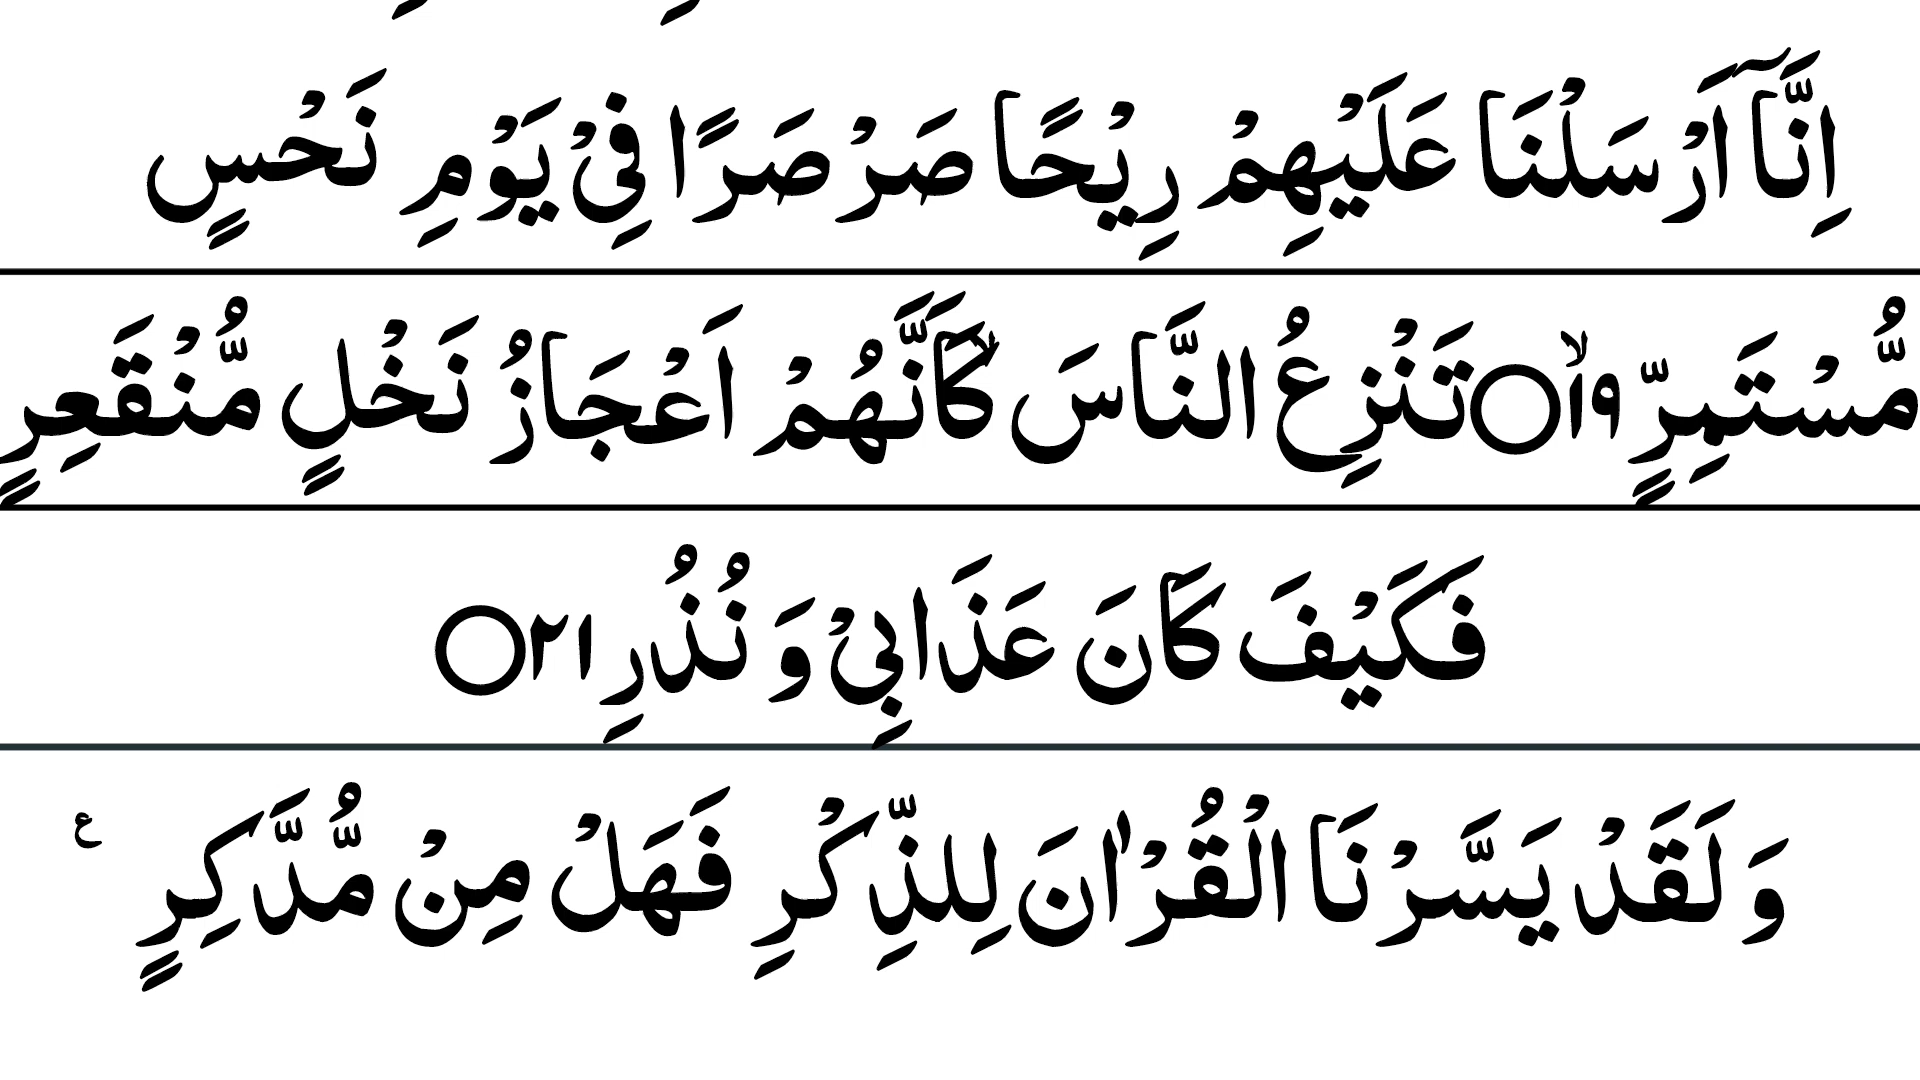 اِنَّاۤ اَرْسَلْنَا عَلَیْهِمْ رِیْحًا صَرْصَرًا فِیْ یَوْمِ نَحْسٍ
مُّسْتَمِرٍّ ۱۹ۙ○ تَنْزِعُ النَّاسَ ۙ كَاَنَّهُمْ اَعْجَازُ نَخْلٍ مُّنْقَعِرٍ
فَكَیْفَ كَانَ عَذَابِیْ وَ نُذُرِ ۲۱○
وَ لَقَدْ یَسَّرْنَا الْقُرْاٰنَ لِلذِّكْرِ فَهَلْ مِنْ مُّدَّكِرٍ ع